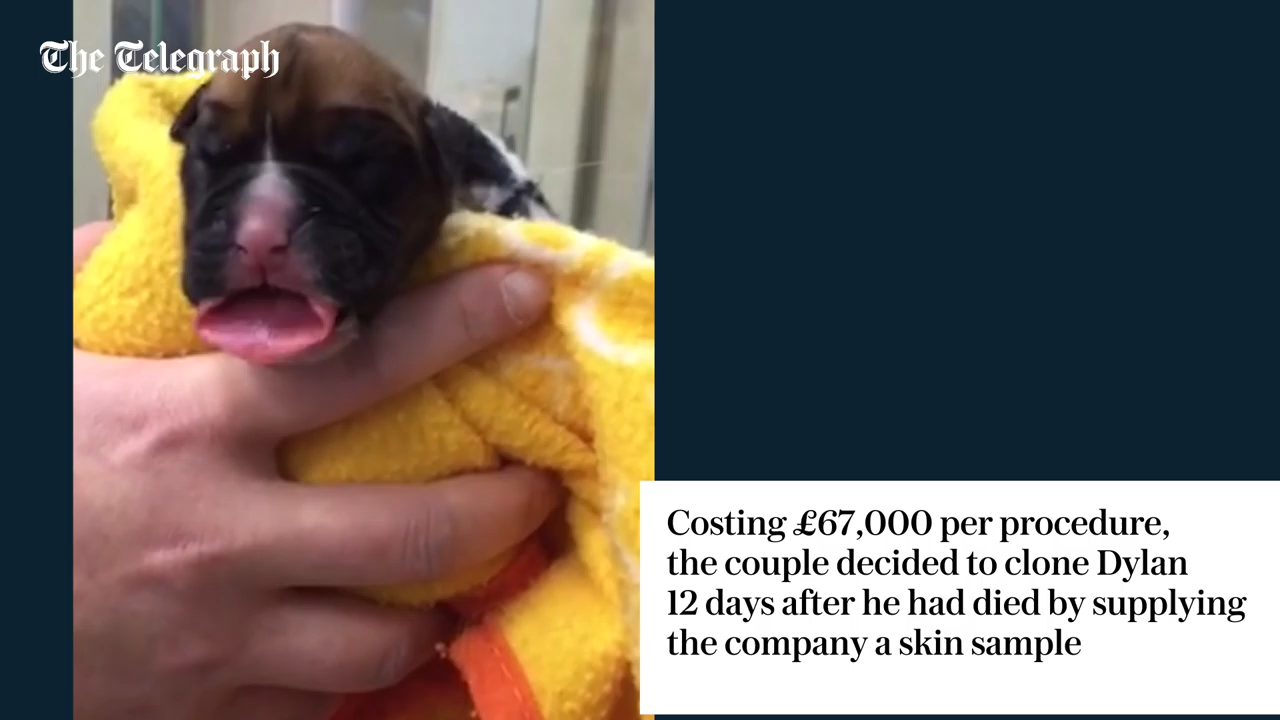 The Telegraph
Costing £67,000 per procedure,
the couple decided to clone Dylan
12 days after he had died by supplying
the company a skin sample